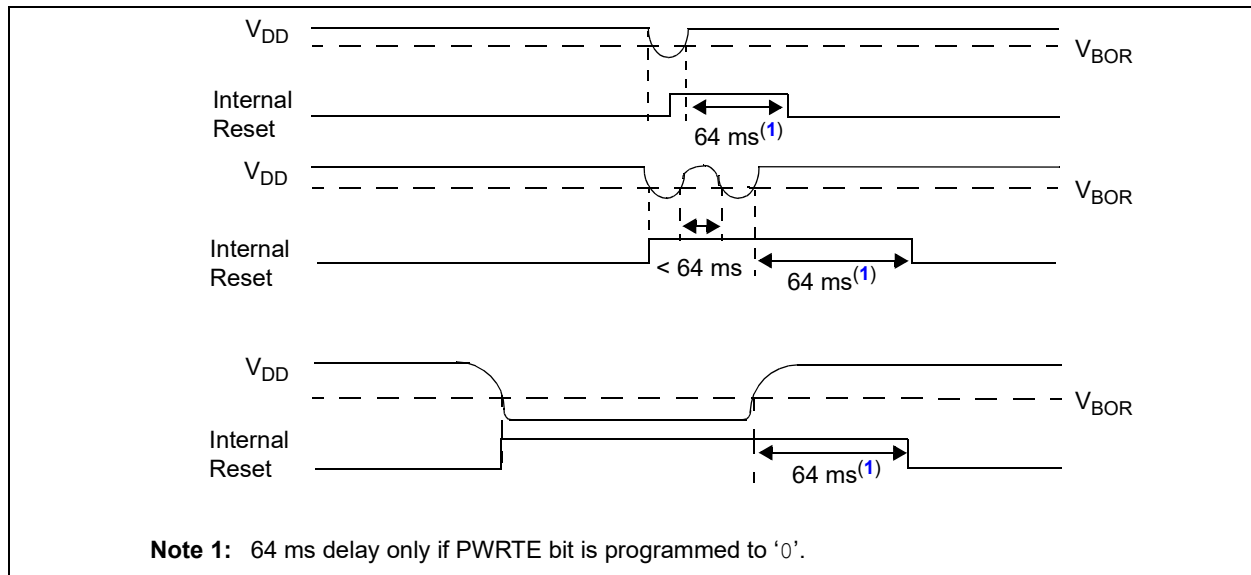 VDD
VBOR
Internal
Reset
64 ms(1)
VDD
VBOR
Internal
Reset
< 64 ms
64 ms(1)
VDD
VBOR
Internal
Reset
64 ms(1)
Note 1: 64 ms delay only if PWRTE bit is programmed to ‘0’.